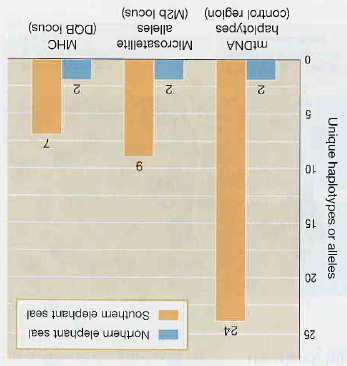 Unique haplotypes or alleles
25
20
15
10
5
0
Northern elephant seal
Southern elephant seal
2
24
2
9
2
7
mtDNA
haplotypes
(control region)
Microsatellite
alleles
(M2b locus)
MHC
(DQB locus)